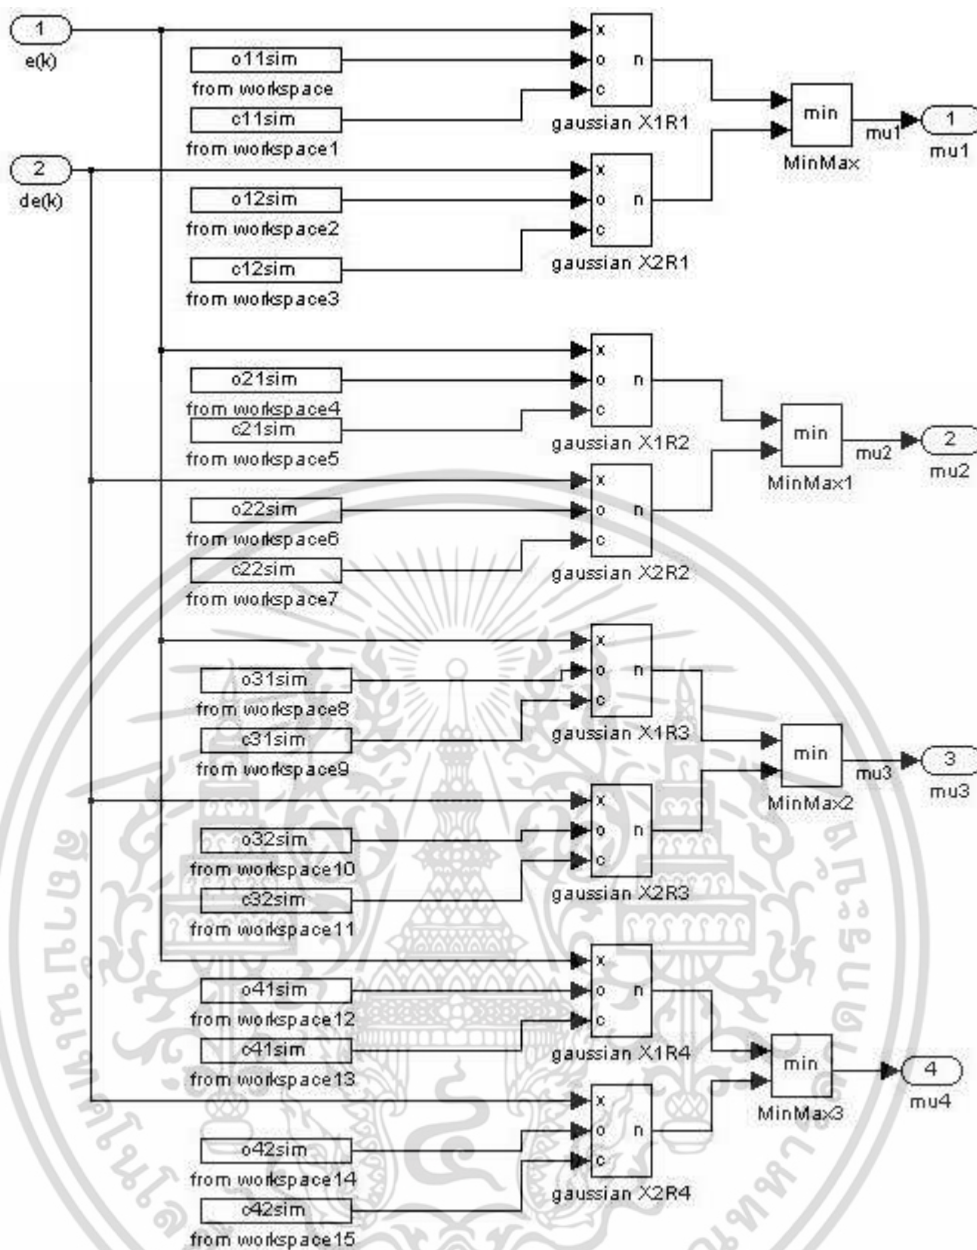 1
e(k)
o11sim
from workspace
c11sim
from workspace1
x
o
c
n
gaussian X1R1
2
de(k)
o12sim
from workspace2
c12sim
from workspace3
x
o
c
n
gaussian X2R1
min
MinMax
mu1
1
mu1
o21sim
from workspace4
c21sim
from workspace5
x
o
c
n
gaussian X1R2
o22sim
from workspace6
c22sim
from workspace7
x
o
c
n
gaussian X2R2
min
MinMax1
mu2
2
mu2
o31sim
from workspace8
c31sim
from workspace9
x
o
c
n
gaussian X1R3
o32sim
from workspace10
c32sim
from workspace11
x
o
c
n
gaussian X2R3
min
MinMax2
mu3
3
mu3
o41sim
from workspace12
c41sim
from workspace13
x
o
c
n
gaussian X1R4
o42sim
from workspace14
c42sim
from workspace15
x
o
c
n
gaussian X2R4
min
MinMax3
4
mu4